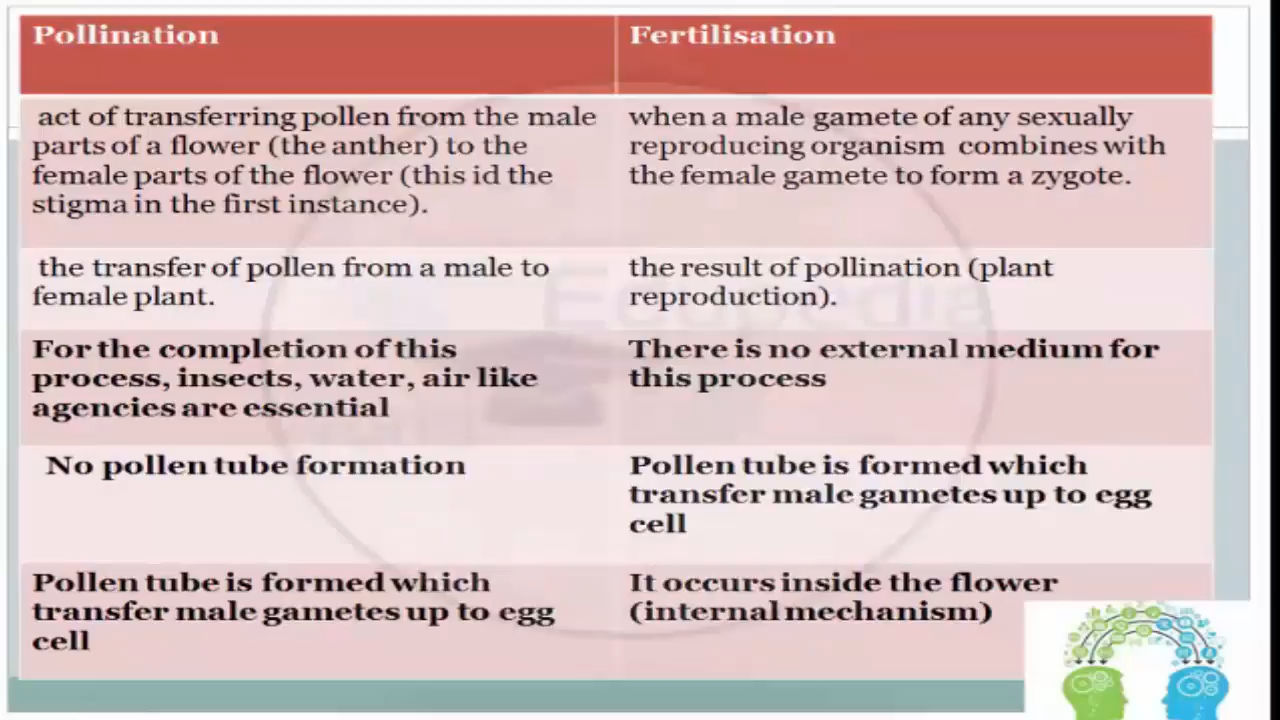 Pollination
Fertilisation
act of transferring pollen from the male
parts of a flower (the anther) to the
female parts of the flower (this id the
stigma in the first instance).
when a male gamete of any sexually
reproducing organism combines with
the female gamete to form a zygote.
the transfer of pollen from a male to
female plant.
the result of pollination (plant
reproduction).
For the completion of this
process, insects, water, air like
agencies are essential
There is no external medium for
this process
No pollen tube formation
Pollen tube is formed which
transfer male gametes up to egg
cell
Pollen tube is formed which
transfer male gametes up to egg
cell
It occurs inside the flower
(internal mechanism)
Edupedia
World